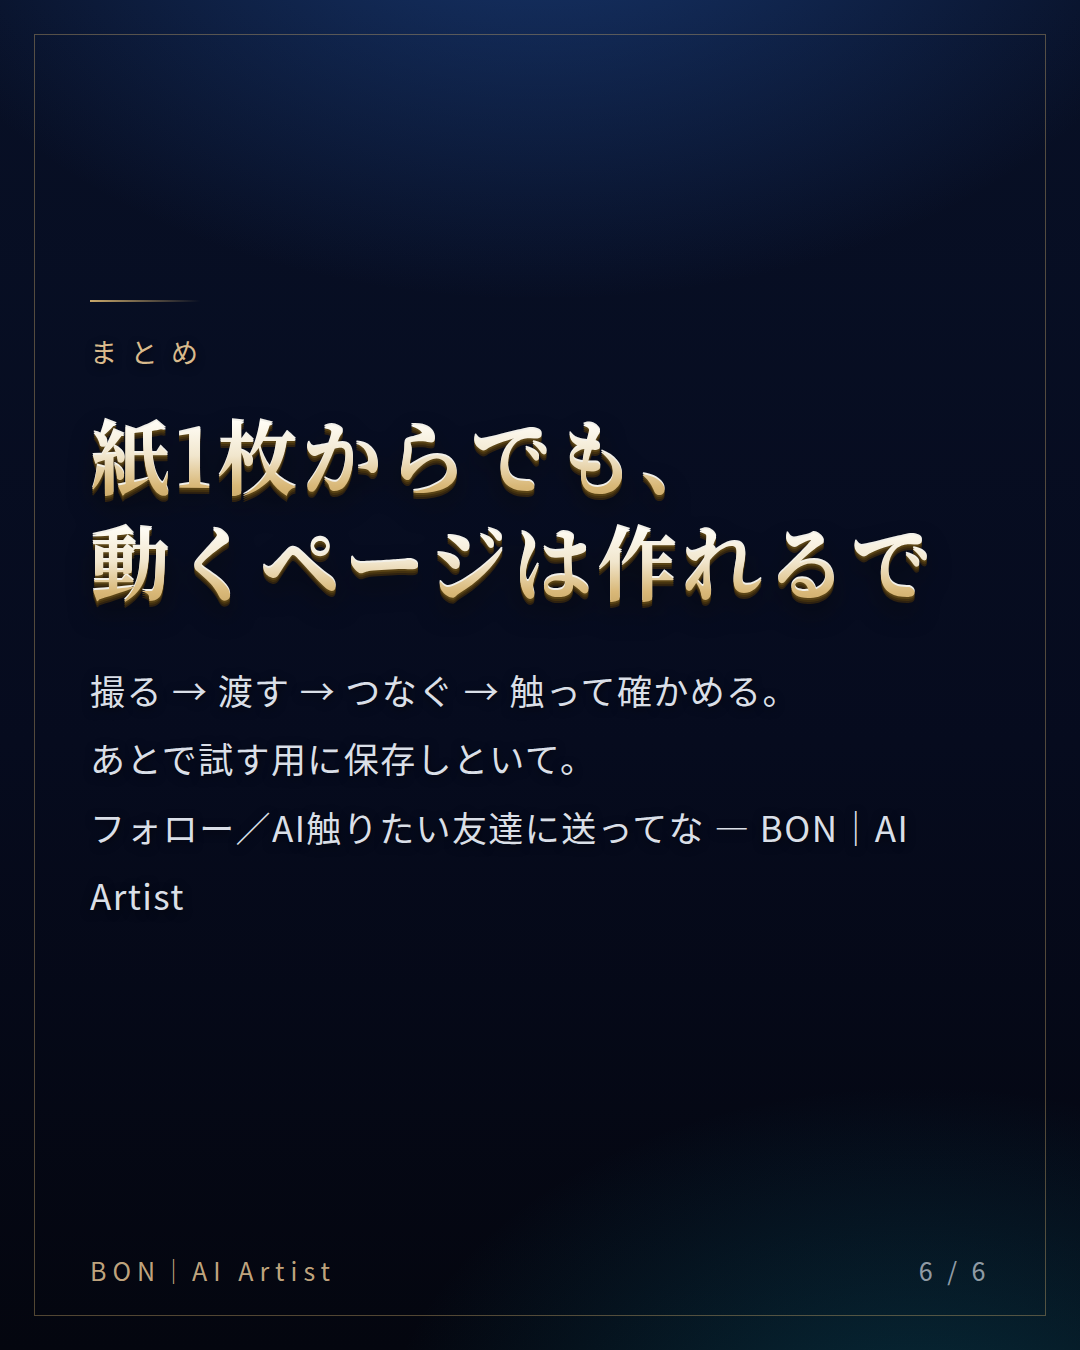 まとめ
紙1枚からでも、
動くページは作れるで
撮る → 渡す → つなぐ → 触って確かめる。
あとで試す用に保存しといて。
フォロー／AI触りたい友達に送ってな — BON｜AI
Artist
BON｜AI Artist
6 / 6